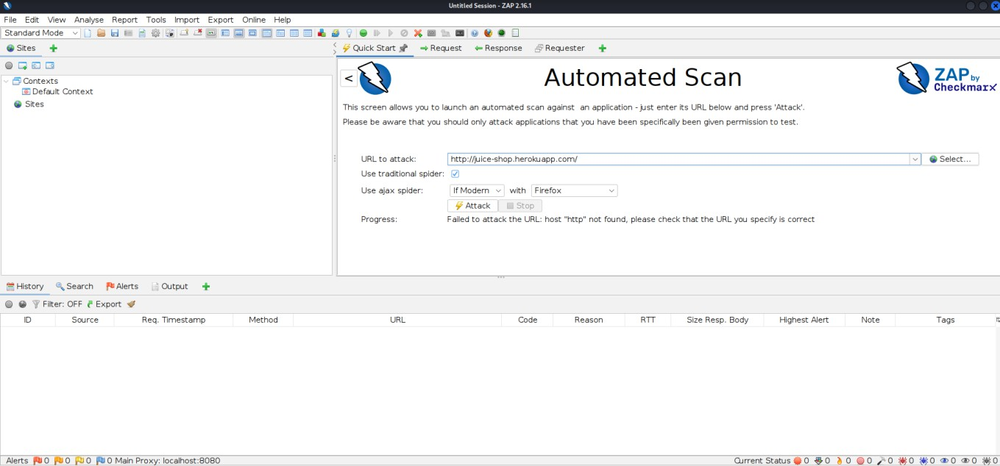 Untitled Session - ZAP 2.16.1
File Edit View Analyse Report Tools Import Export Online Help
Standard Mode
Sites
Quick Start Request Response Requester
Contexts
Default Context
Sites
<
Automated Scan
ZAP by
Checkmarx
This screen allows you to launch an automated scan against an application - just enter its URL below and press 'Attack'.
Please be aware that you should only attack applications that you have been specifically been given permission to test.
URL to attack: http://juice-shop.herokuapp.com/ Select...
Use traditional spider:
Use ajax spider: If Modern with Firefox
Attack Stop
Progress: Failed to attack the URL: host "http" not found, please check that the URL you specify is correct
History Search Alerts Output
Filter: OFF Export
ID Source Req. Timestamp Method URL Code Reason RTT Size Resp. Body Highest Alert Note Tags
Alerts 0 0 0 0 Main Proxy: localhost:8080 Current Status 0 0 0 0 0 0 0 0 0 0